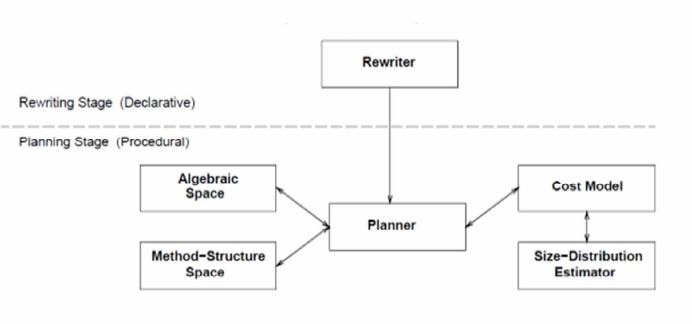 Rewriter
Rewriting Stage (Declarative)
Planning Stage (Procedural)
Algebraic
Space
Cost Model
Planner
Method−Structure
Space
Size−Distribution
Estimator